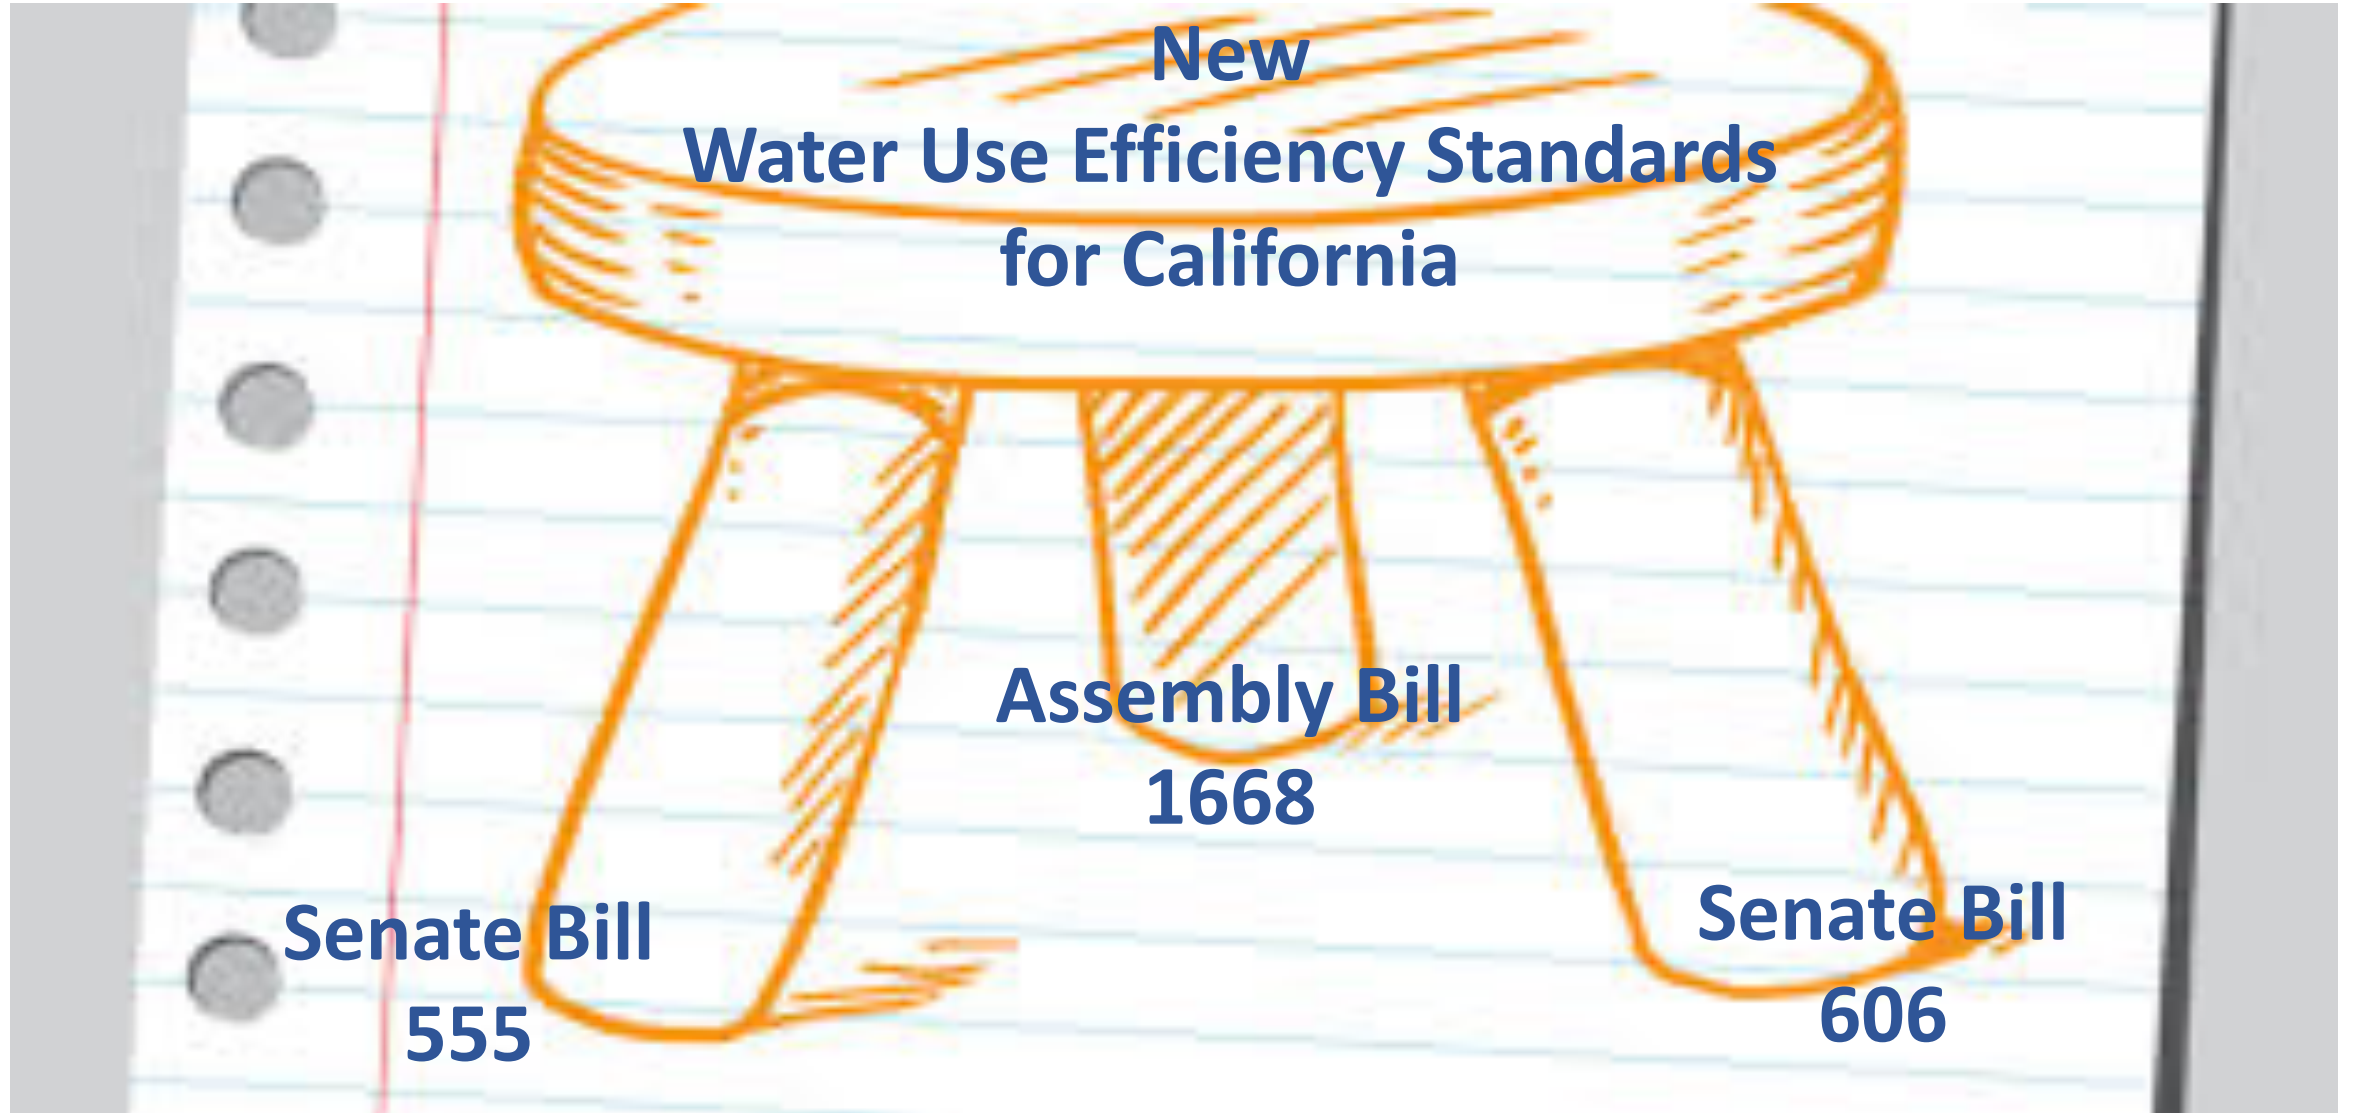 New
Water Use Efficiency Standards
for California
Assembly Bill
1668
Senate Bill
555
Senate Bill
606